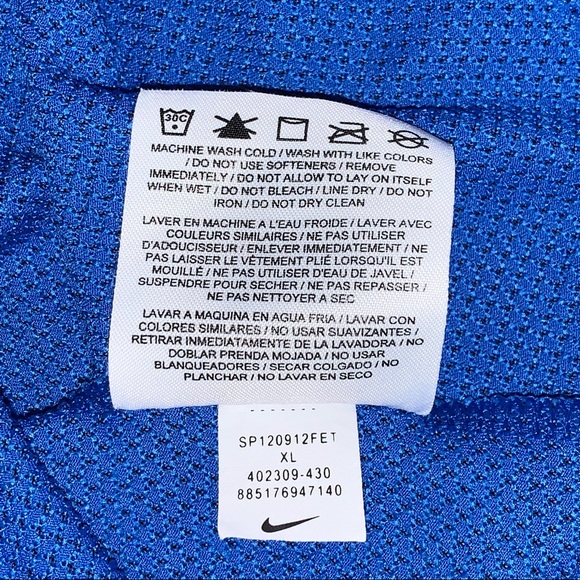 30C
MACHINE WASH COLD / WASH WITH LIKE COLORS
/ DO NOT USE SOFTENERS / REMOVE
IMMEDIATELY / DO NOT ALLOW TO LAY ON ITSELF
WHEN WET / DO NOT BLEACH / LINE DRY / DO NOT
IRON / DO NOT DRY CLEAN
LAVER EN MACHINE A L'EAU FROIDE / LAVER AVEC
COULEURS SIMILAIRES / NE PAS UTILISER
D'ADOUCISSEUR / ENLEVER IMMEDIATEMENT / NE
PAS LAISSER LE VÊTEMENT PLIÉ LORSQU'IL EST
MOUILLÉ / NE PAS UTILISER D'EAU DE JAVEL /
SUSPENDRE POUR SECHER / NE PAS REPASSER /
NE PAS NETTOYER A SEC
LAVAR A MAQUINA EN AGUA FRIA / LAVAR CON
COLORES SIMILARES / NO USAR SUAVIZANTES /
RETIRAR INMEDIATAMENTE DE LA LAVADORA / NO
DOBLAR PRENDA MOJADA / NO USAR
BLANQUEADORES / SECAR COLGADO / NO
PLANCHAR / NO LAVAR EN SECO
SP120912FET
XL
402309-430
885176947140